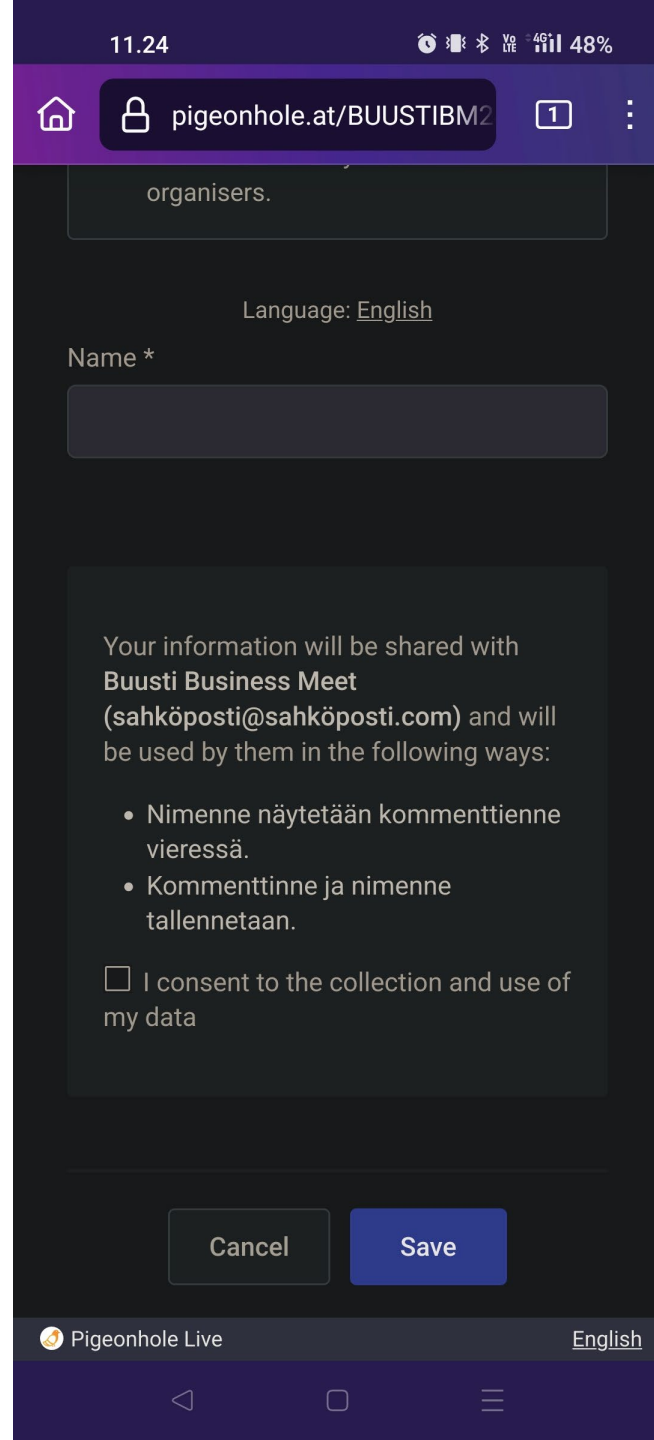 11.24
48%
pigeonhole.at/BUUSTIBM2
1
organisers.
Language: English
Name *
Your information will be shared with
Buusti Business Meet
(sahköposti@sahköposti.com) and will
be used by them in the following ways:
• Nimenne näytetään kommenttienne
vieressä.
• Kommenttinne ja nimenne
tallennetaan.
I consent to the collection and use of
my data
Cancel Save
Pigeonhole Live English